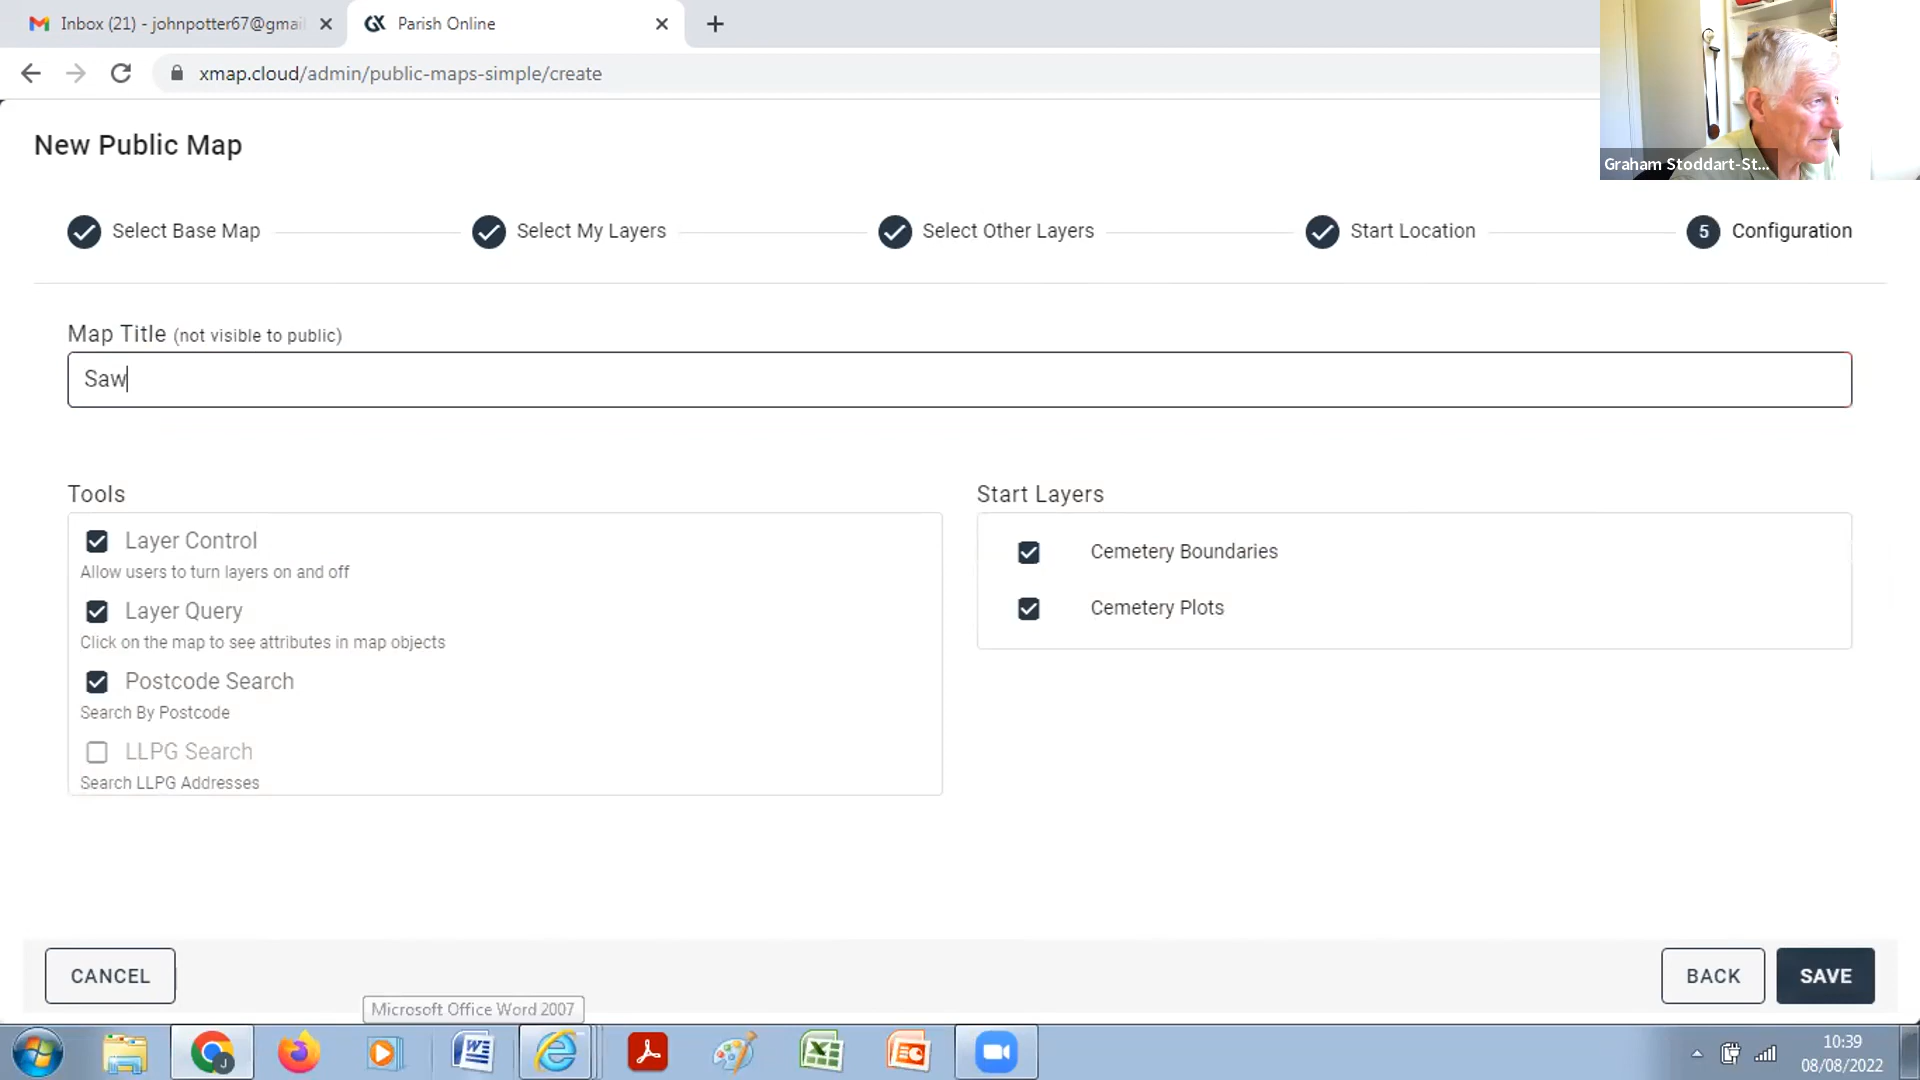 Inbox (21) - johnpotter67@gmai
Parish Online
xmap.cloud/admin/public-maps-simple/create
Graham Stoddart-St...
New Public Map
Select Base Map
Select My Layers
Select Other Layers
Start Location
5 Configuration
Map Title (not visible to public)
Saw
Tools
Layer Control
Allow users to turn layers on and off
Layer Query
Click on the map to see attributes in map objects
Postcode Search
Search By Postcode
LLPG Search
Search LLPG Addresses
Start Layers
Cemetery Boundaries
Cemetery Plots
CANCEL
BACK
SAVE
Microsoft Office Word 2007
10:39
08/08/2022